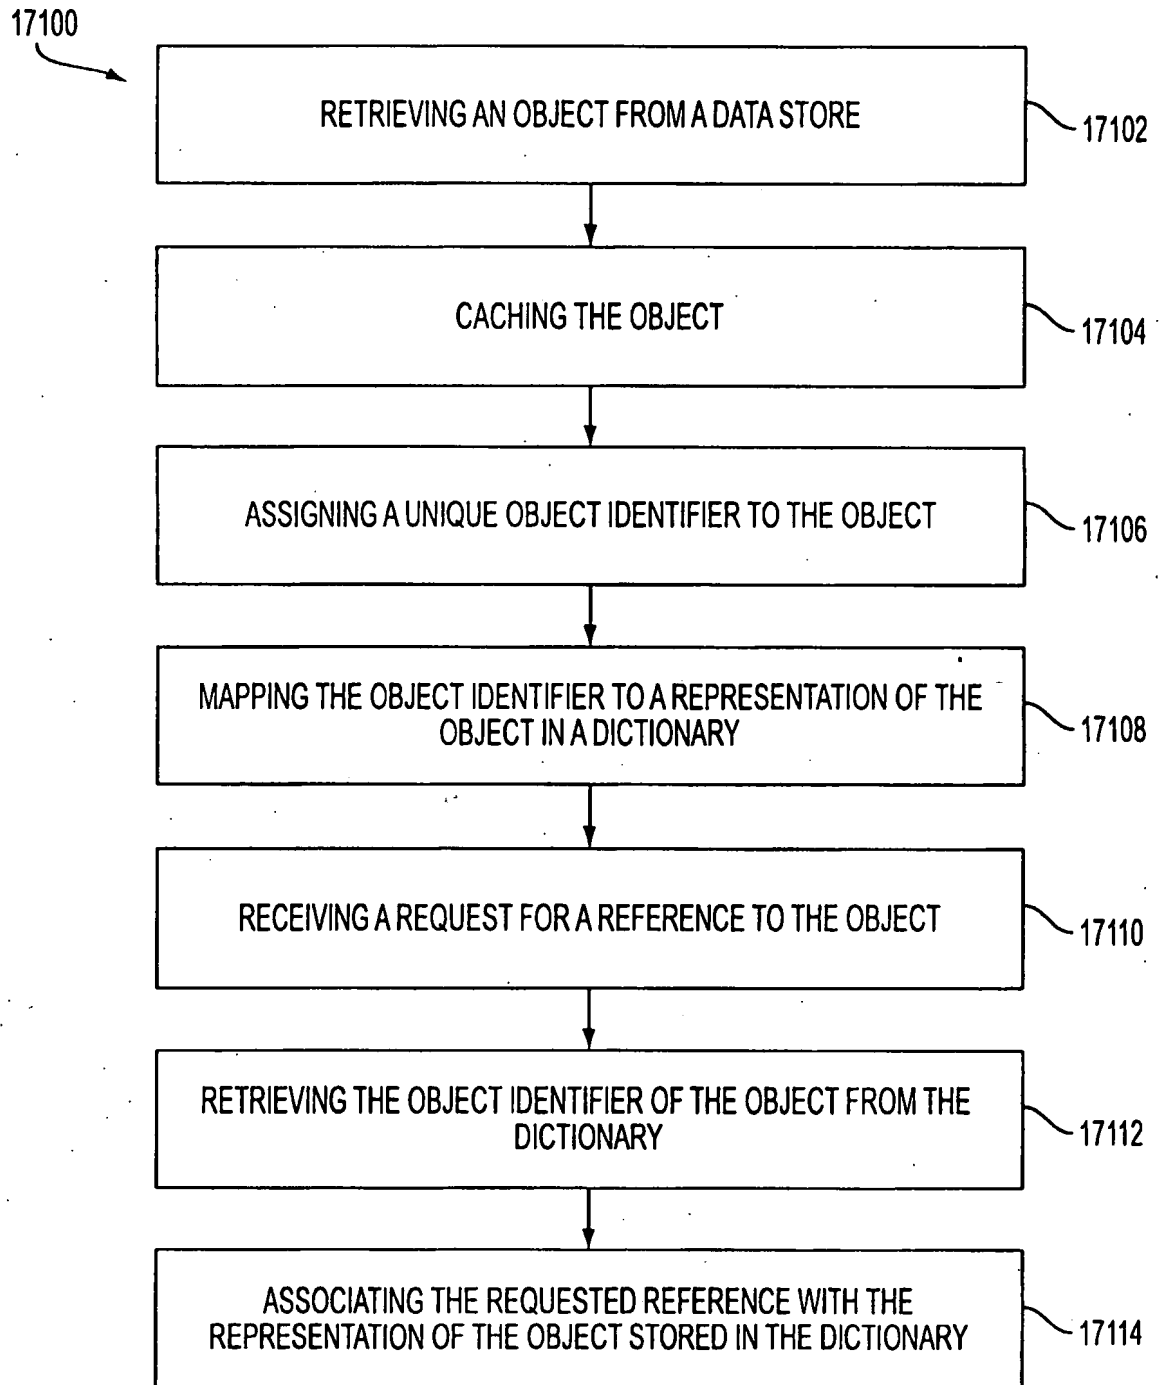 17100
RETRIEVING AN OBJECT FROM A DATA STORE
17102
CACHING THE OBJECT
17104
ASSIGNING A UNIQUE OBJECT IDENTIFIER TO THE OBJECT
17106
MAPPING THE OBJECT IDENTIFIER TO A REPRESENTATION OF THE
OBJECT IN A DICTIONARY
17108
RECEIVING A REQUEST FOR A REFERENCE TO THE OBJECT
17110
RETRIEVING THE OBJECT IDENTIFIER OF THE OBJECT FROM THE
DICTIONARY
17112
ASSOCIATING THE REQUESTED REFERENCE WITH THE
REPRESENTATION OF THE OBJECT STORED IN THE DICTIONARY
17114